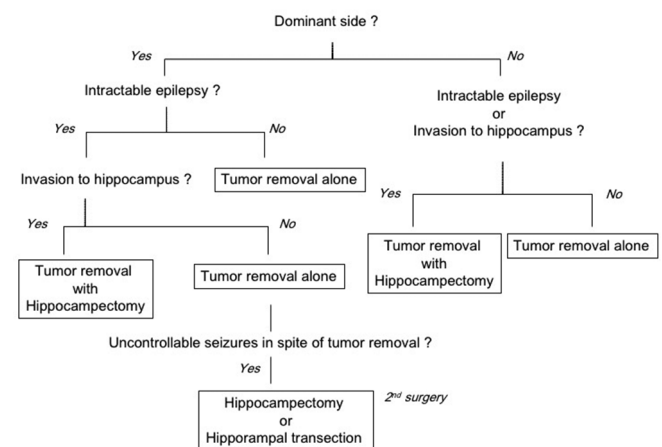 Dominant side ?
Yes
No
Intractable epilepsy ?
Intractable epilepsy
or
Invasion to hippocampus ?
Yes
No
Invasion to hippocampus ?
Tumor removal alone
Yes
No
Yes
No
Tumor removal
with
Hippocampectomy
Tumor removal alone
Tumor removal
with
Hippocampectomy
Tumor removal alone
Uncontrollable seizures in spite of tumor removal ?
Yes
Hippocampectomy
or
Hipporampal transection
2nd surgery